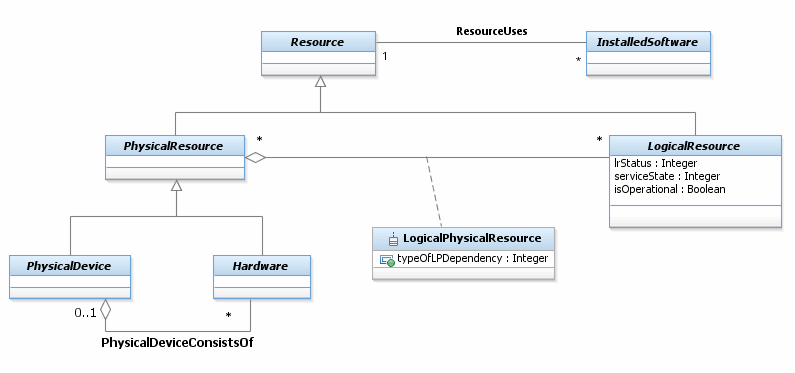 ResourceUses
Resource
InstalledSoftware
1
*
PhysicalResource
*
*
LogicalResource
lrStatus : Integer
serviceState : Integer
isOperational : Boolean
LogicalPhysicalResource
typeOfLPDependency : Integer
PhysicalDevice
Hardware
0..1
*
PhysicalDeviceConsistsOf